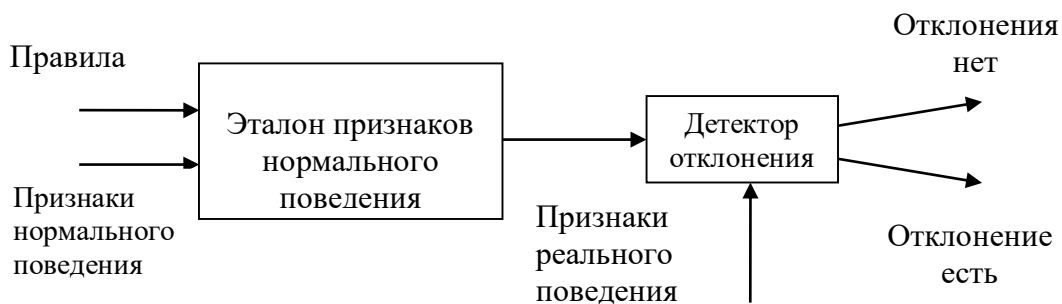 Правила
Признаки
нормального
поведения
Эталон признаков
нормального
поведения
Признаки
реального
поведения
Детектор
отклонения
Отклонения
нет
Отклонение
есть